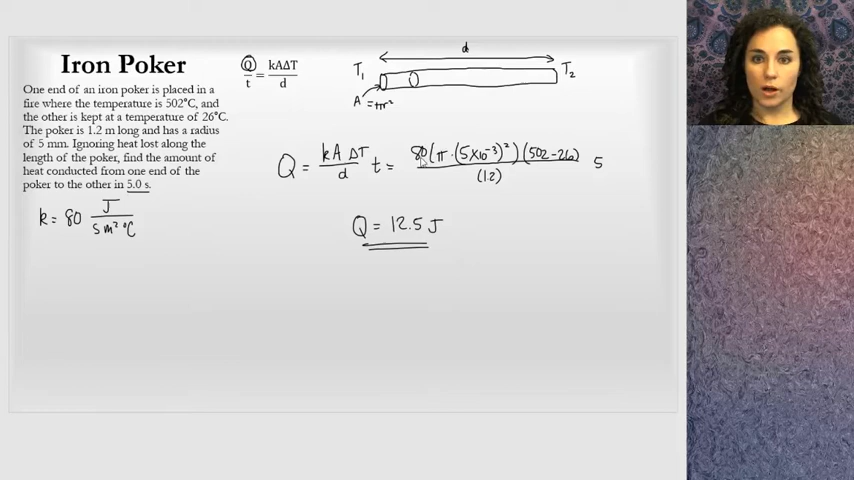 Iron Poker
One end of an iron poker is placed in a
fire where the temperature is 502°C, and
the other is kept at a temperature of 26°C.
The poker is 1.2 m long and has a radius
of 5 mm. Ignoring heat lost along the
length of the poker, find the amount of
heat conducted from one end of the
poker to the other in 5.0 s.
k = 80 J / s m² °C
Q/t = kAΔT/d
d
T₁ T₂
A = πr²
Q = kA ΔT / d t = 80(π·(5×10⁻³)²)(502-26) / (1.2) 5
Q = 12.5 J